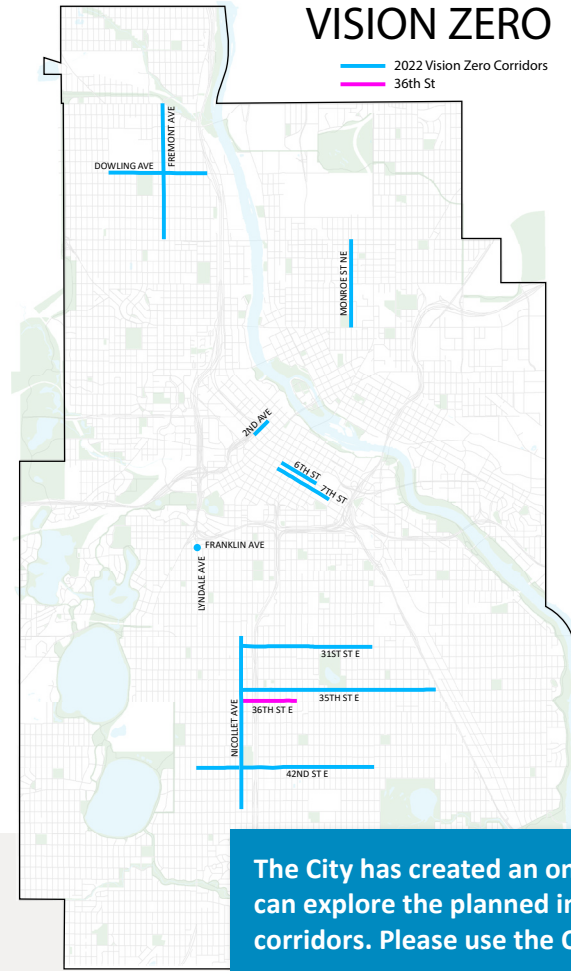 VISION ZERO
2022 Vision Zero Corridors
36th St
FREMONT AVE
DOWLING AVE
MONROE ST NE
2ND AVE
6TH ST
7TH ST
FRANKLIN AVE
LYNDALE AVE
31ST ST E
35TH ST E
36TH ST E
NICOLLET AVE
42ND ST E
The City has created an on
can explore the planned in
corridors. Please use the C